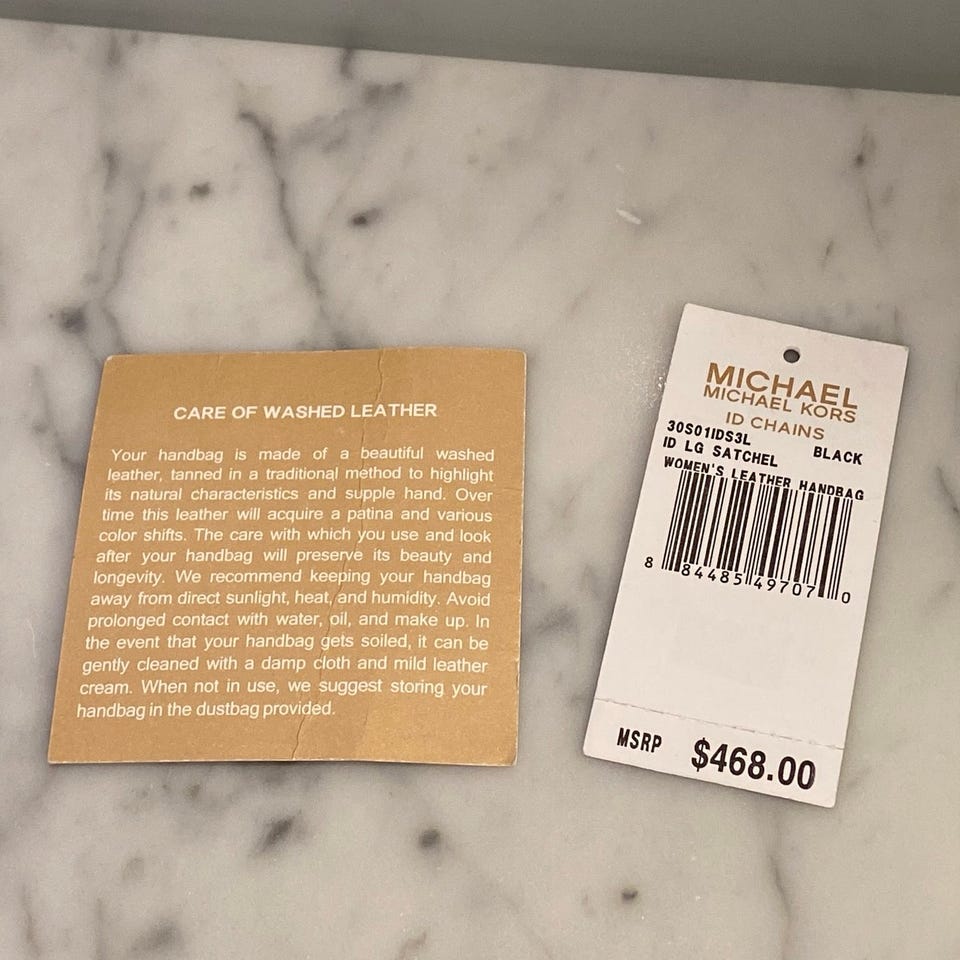 CARE OF WASHED LEATHER
Your handbag is made of a beautiful washed
leather, tanned in a traditional method to highlight
its natural characteristics and supple hand. Over
time this leather will acquire a patina and various
color shifts. The care with which you use and look
after your handbag will preserve its beauty and
longevity. We recommend keeping your handbag
away from direct sunlight, heat, and humidity. Avoid
prolonged contact with water, oil, and make up. In
the event that your handbag gets soiled, it can be
gently cleaned with a damp cloth and mild leather
cream. When not in use, we suggest storing your
handbag in the dustbag provided.
MICHAEL
MICHAEL KORS
ID CHAINS
30S01IDS3L
ID LG SATCHEL BLACK
WOMEN'S LEATHER HANDBAG
8 84485 49707 0
MSRP $468.00